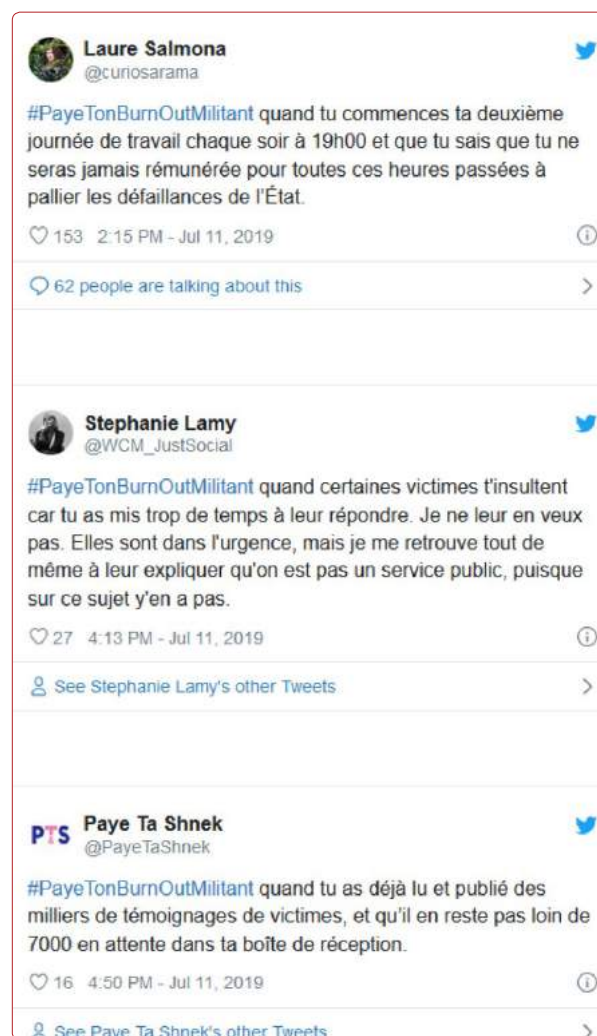 Laure Salmona
@curiosarama
#PayeTonBurnOutMilitant quand tu commences ta deuxième
journée de travail chaque soir à 19h00 et que tu sais que tu ne
seras jamais rémunérée pour toutes ces heures passées à
pallier les défaillances de l'État.
153 2:15 PM - Jul 11, 2019
62 people are talking about this
Stephanie Lamy
@WCM_JustSocial
#PayeTonBurnOutMilitant quand certaines victimes t'insultent
car tu as mis trop de temps à leur répondre. Je ne leur en veux
pas. Elles sont dans l'urgence, mais je me retrouve tout de
même à leur expliquer qu'on est pas un service public, puisque
sur ce sujet y'en a pas.
27 4:13 PM - Jul 11, 2019
See Stephanie Lamy's other Tweets
PTS
Paye Ta Shnek
@PayeTaShnek
#PayeTonBurnOutMilitant quand tu as déjà lu et publié des
milliers de témoignages de victimes, et qu'il en reste pas loin de
7000 en attente dans ta boîte de réception.
16 4:50 PM - Jul 11, 2019
See Paye Ta Shnek's other Tweets